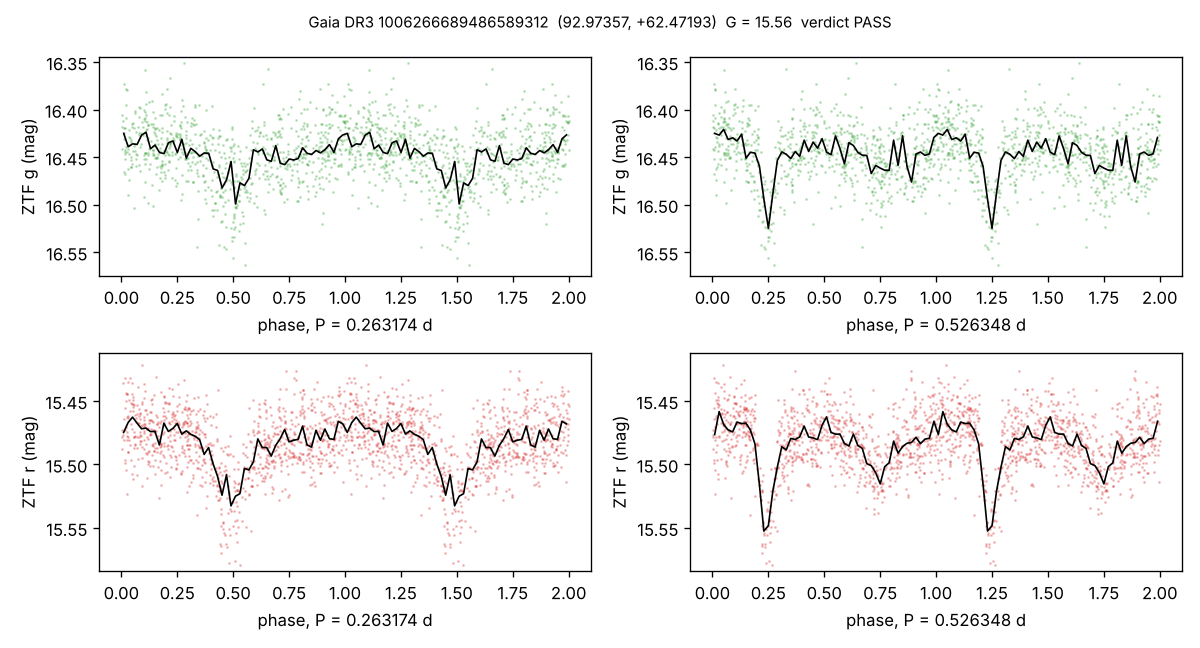 Gaia DR3 1006266689486589312 (92.97357, +62.47193) G = 15.56 verdict PASS
ZTF g (mag)
16.35
16.40
16.45
16.50
16.55
0.00 0.25 0.50 0.75 1.00 1.25 1.50 1.75 2.00
phase, P = 0.263174 d
ZTF g (mag)
16.35
16.40
16.45
16.50
16.55
0.00 0.25 0.50 0.75 1.00 1.25 1.50 1.75 2.00
phase, P = 0.526348 d
ZTF r (mag)
15.45
15.50
15.55
0.00 0.25 0.50 0.75 1.00 1.25 1.50 1.75 2.00
phase, P = 0.263174 d
ZTF r (mag)
15.45
15.50
15.55
0.00 0.25 0.50 0.75 1.00 1.25 1.50 1.75 2.00
phase, P = 0.526348 d